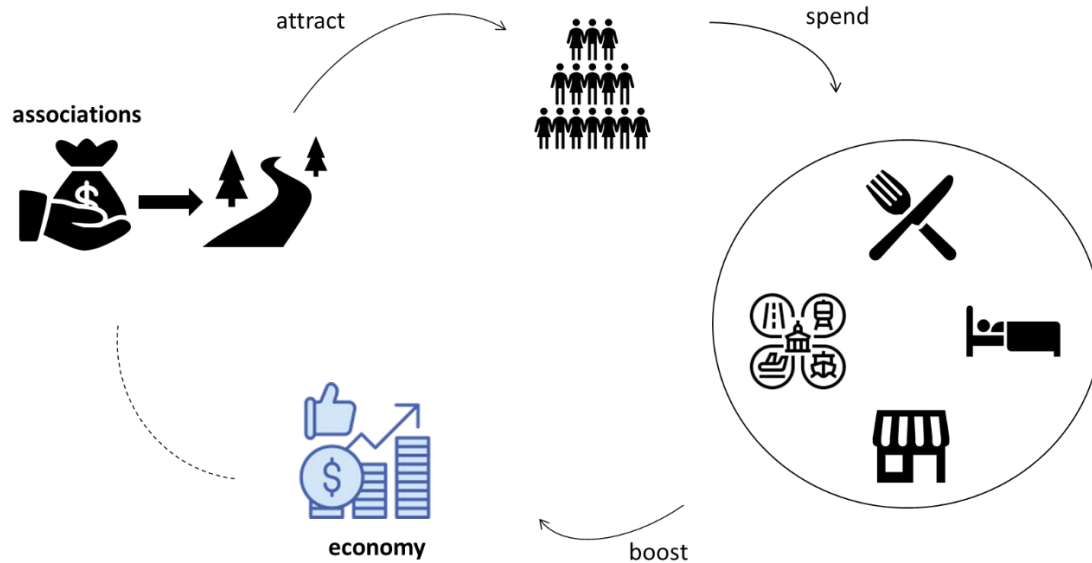 attract
spend
associations
$
$
economy
boost